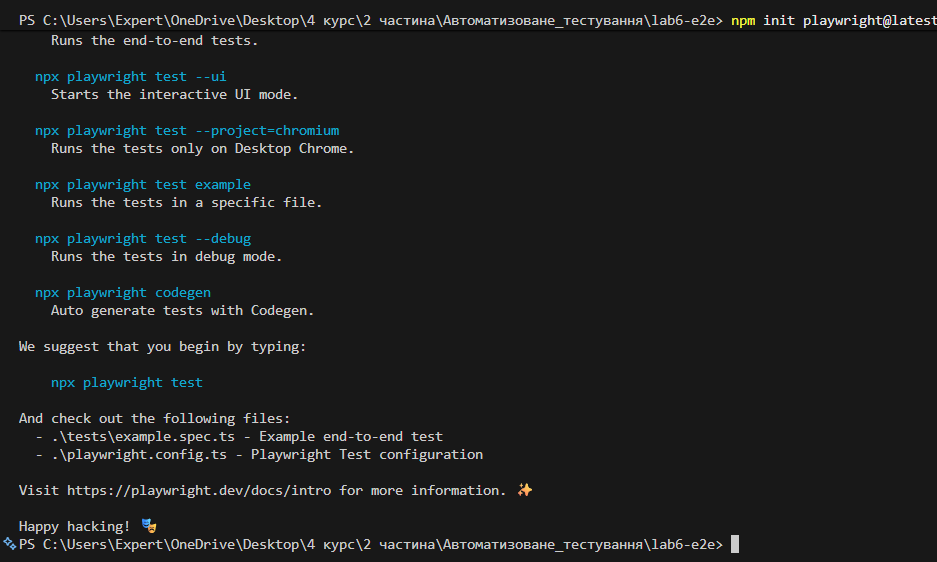 PS C:\Users\Expert\OneDrive\Desktop\4 курс\2 частина\Автоматизоване_тестування\lab6-e2e> npm init playwright@latest
Runs the end-to-end tests.
npx playwright test --ui
Starts the interactive UI mode.
npx playwright test --project=chromium
Runs the tests only on Desktop Chrome.
npx playwright test example
Runs the tests in a specific file.
npx playwright test --debug
Runs the tests in debug mode.
npx playwright codegen
Auto generate tests with Codegen.
We suggest that you begin by typing:
npx playwright test
And check out the following files:
- .\tests\example.spec.ts - Example end-to-end test
- .\playwright.config.ts - Playwright Test configuration
Visit https://playwright.dev/docs/intro for more information. ✨
Happy hacking! 🎭
PS C:\Users\Expert\OneDrive\Desktop\4 курс\2 частина\Автоматизоване_тестування\lab6-e2e>